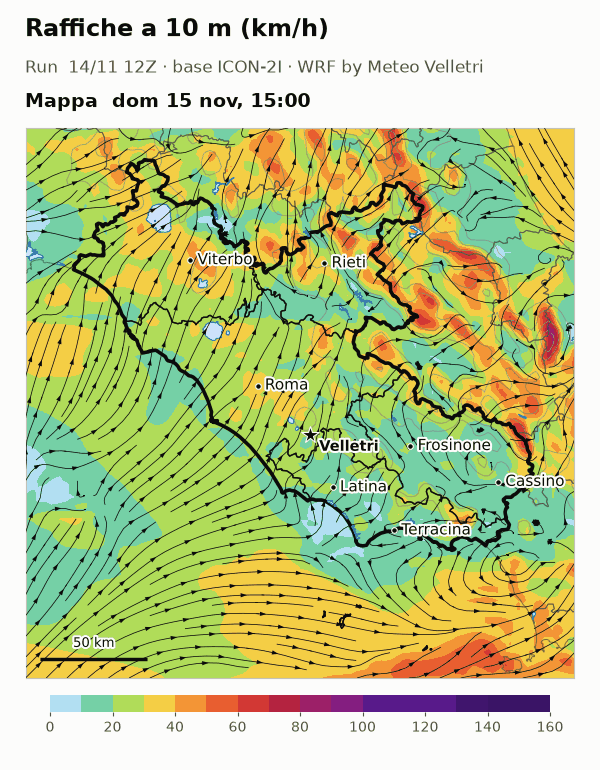 Raffiche a 10 m (km/h)
Run 14/11 12Z · base ICON-2I · WRF by Meteo Velletri
Mappa dom 15 nov, 15:00
Viterbo
Rieti
Roma
Velletri
Frosinone
Latina
Cassino
Terracina
50 km
0 20 40 60 80 100 120 140 160